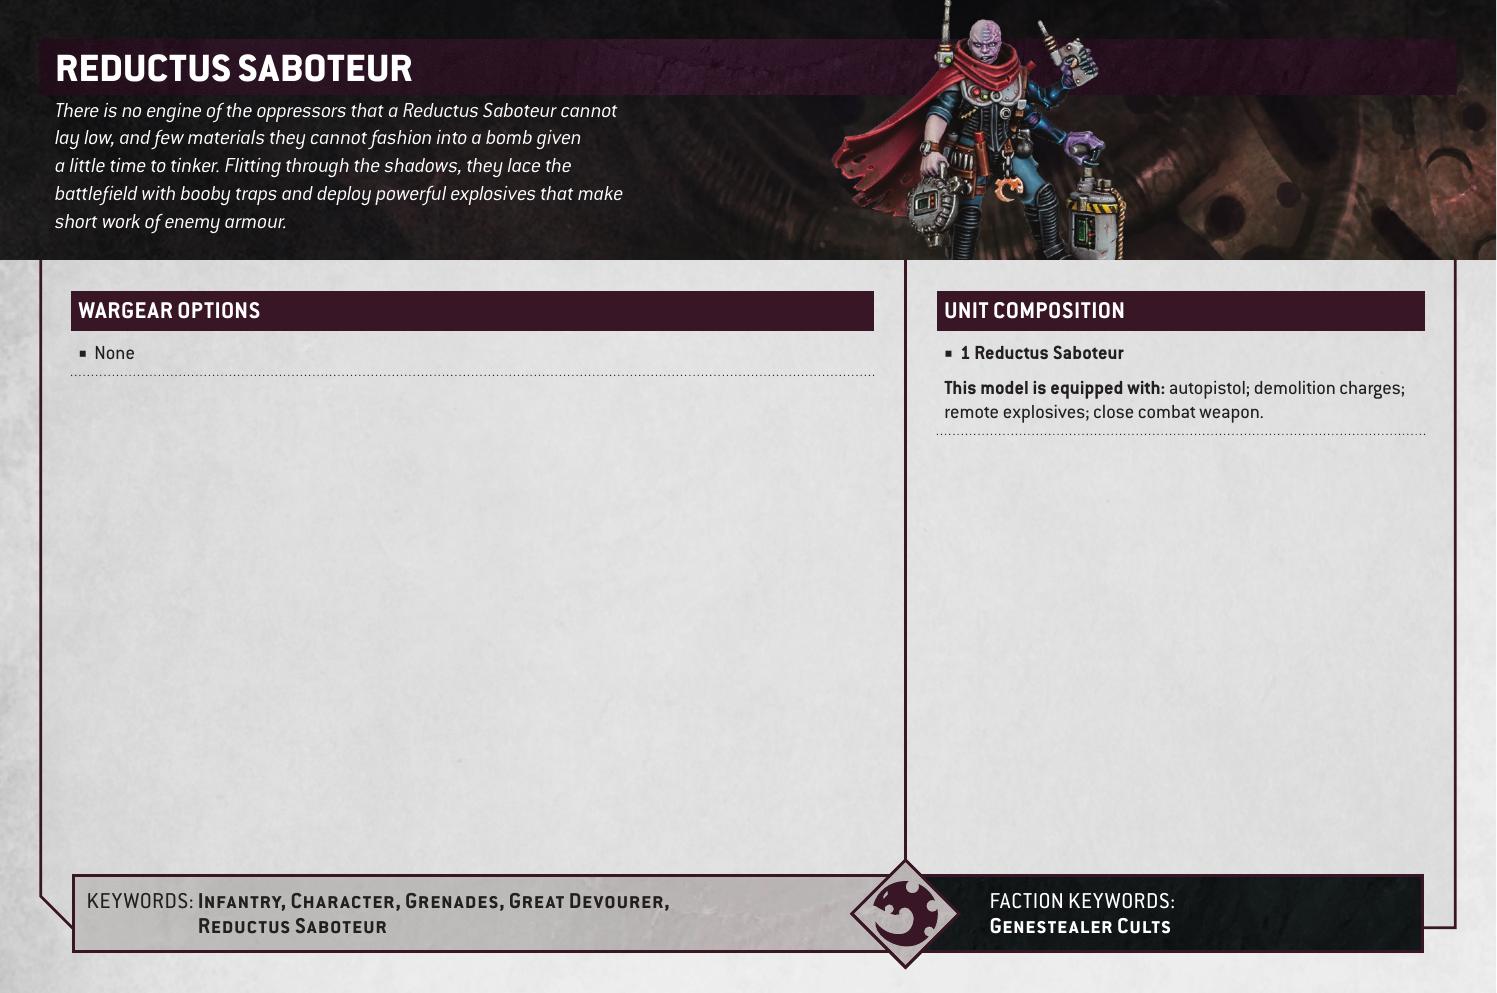 REDUCTUS SABOTEUR
There is no engine of the oppressors that a Reductus Saboteur cannot
lay low, and few materials they cannot fashion into a bomb given
a little time to tinker. Flitting through the shadows, they lace the
battlefield with booby traps and deploy powerful explosives that make
short work of enemy armour.
WARGEAR OPTIONS
▪ None
UNIT COMPOSITION
▪ 1 Reductus Saboteur
This model is equipped with: autopistol; demolition charges;
remote explosives; close combat weapon.
KEYWORDS: Infantry, Character, Grenades, Great Devourer,
Reductus Saboteur
FACTION KEYWORDS:
Genestealer Cults